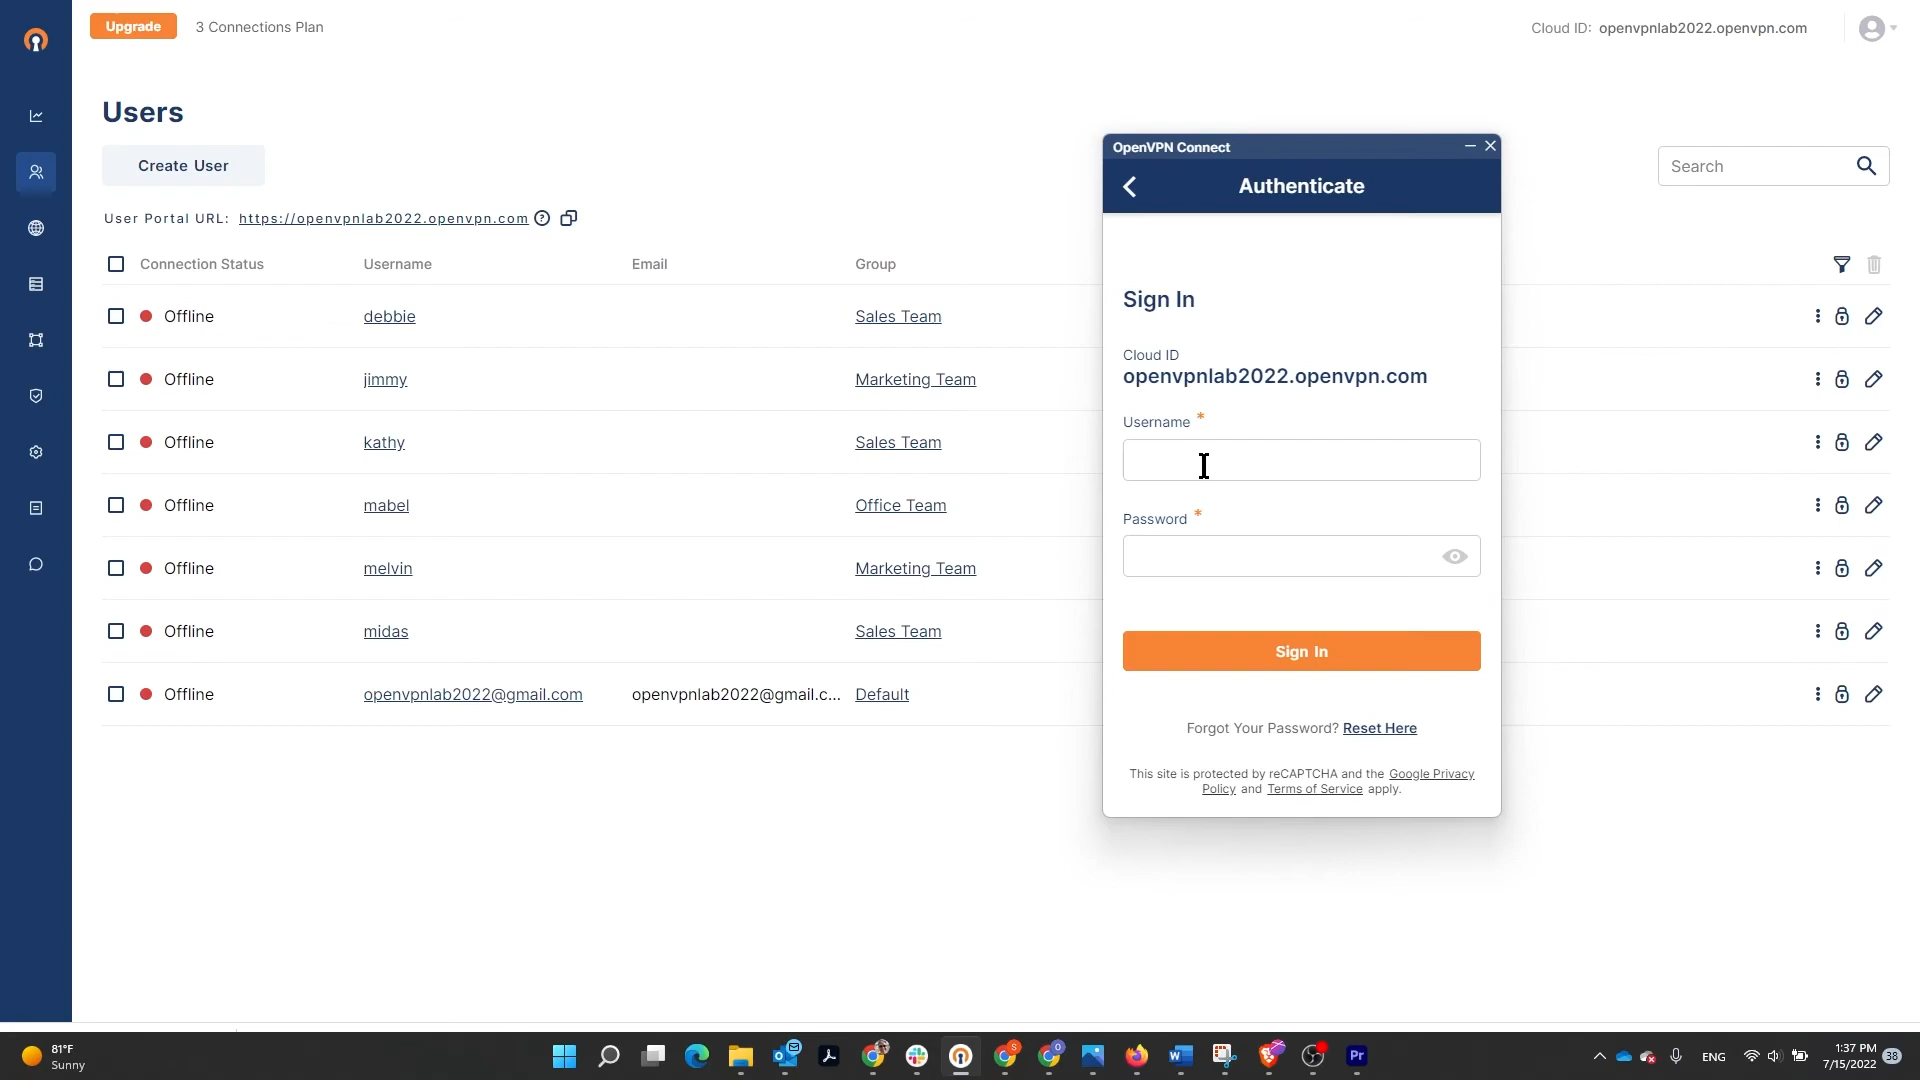 Upgrade 3 Connections Plan Cloud ID: openvpnlab2022.openvpn.com
Users
Create User
Search
User Portal URL: https://openvpnlab2022.openvpn.com ?
Connection Status Username Email Group
Offline debbie Sales Team
Offline jimmy Marketing Team
Offline kathy Sales Team
Offline mabel Office Team
Offline melvin Marketing Team
Offline midas Sales Team
Offline openvpnlab2022@gmail.com openvpnlab2022@gmail.c... Default
OpenVPN Connect
Authenticate
Sign In
Cloud ID
openvpnlab2022.openvpn.com
Username *
Password *
Sign In
Forgot Your Password? Reset Here
This site is protected by reCAPTCHA and the Google Privacy
Policy and Terms of Service apply.
81°F
Sunny
S
O
W
Pr
ENG
1:37 PM
7/15/2022
38